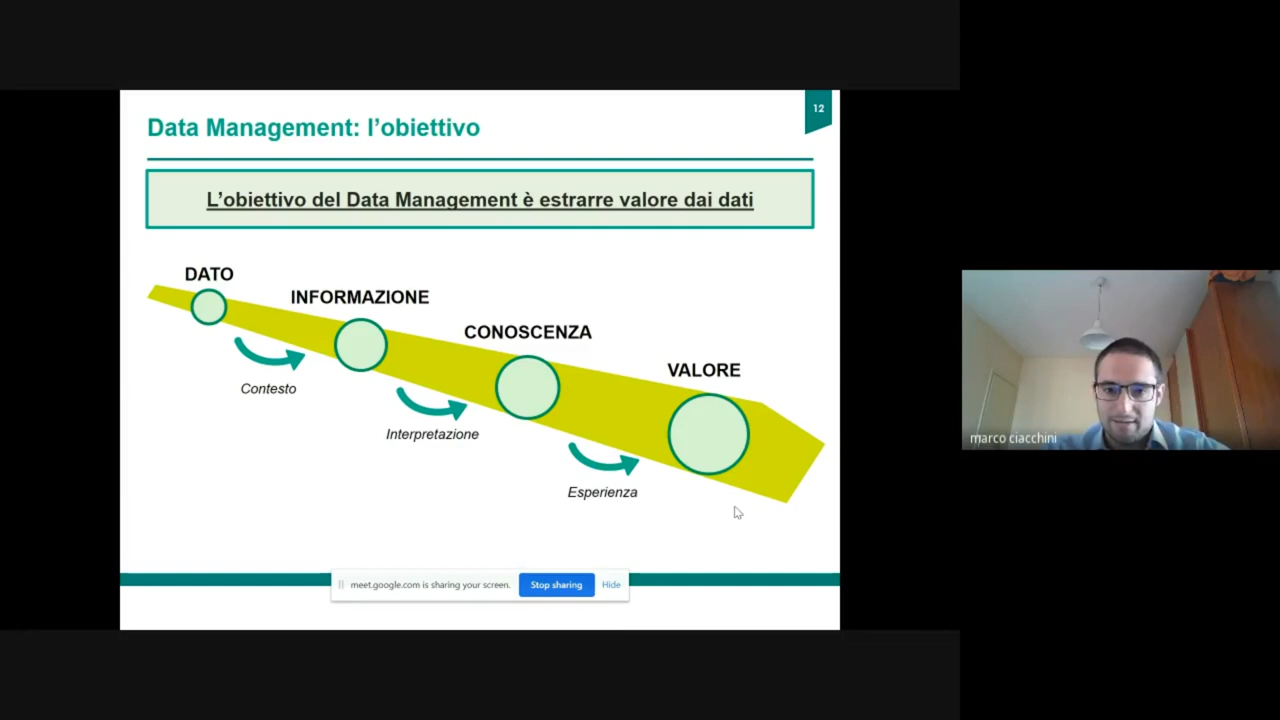 12
Data Management: l’obiettivo
L’obiettivo del Data Management è estrarre valore dai dati
DATO
INFORMAZIONE
CONOSCENZA
VALORE
Contesto
Interpretazione
Esperienza
meet.google.com is sharing your screen. Stop sharing Hide
marco ciacchini